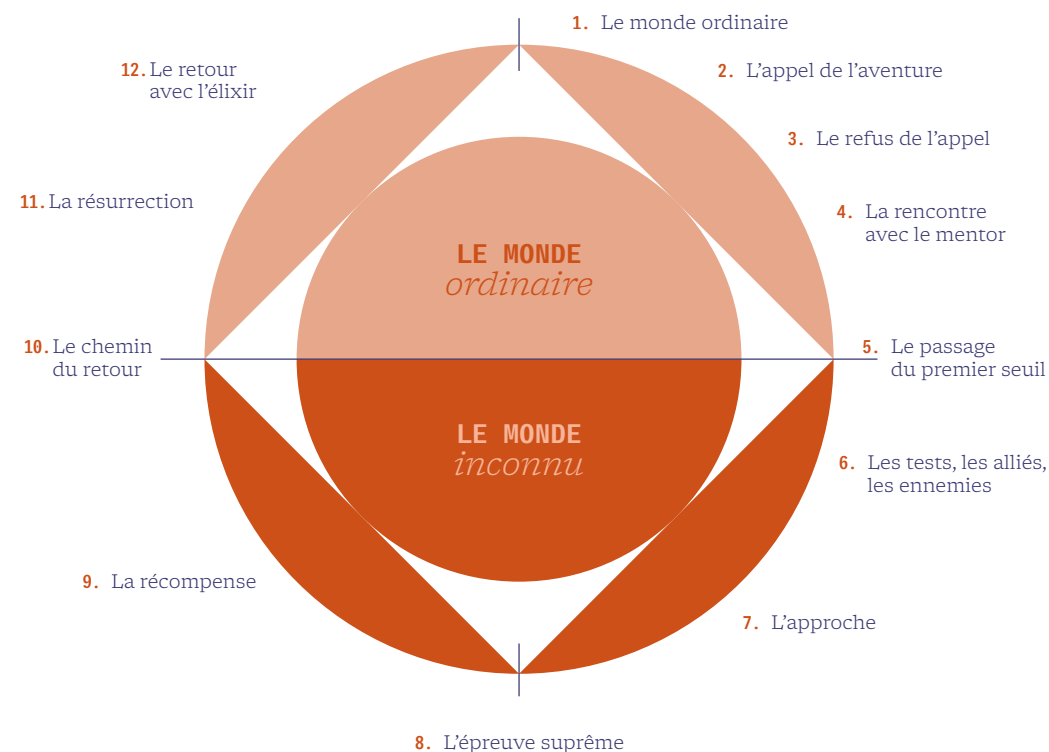 1. Le monde ordinaire
2. L’appel de l’aventure
3. Le refus de l’appel
4. La rencontre
avec le mentor
5. Le passage
du premier seuil
6. Les tests, les alliés,
les ennemies
7. L’approche
8. L’épreuve suprême
9. La récompense
10. Le chemin
du retour
11. La résurrection
12. Le retour
avec l’élixir
LE MONDE
ordinaire
LE MONDE
inconnu